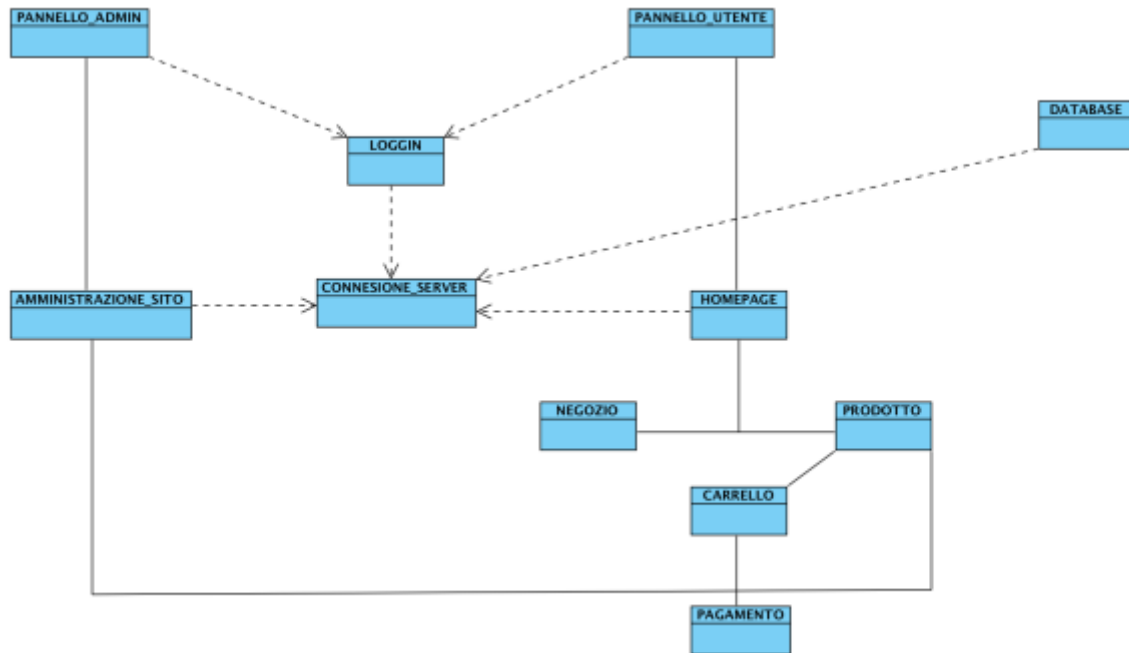 PANNELLO_ADMIN
PANNELLO_UTENTE
DATABASE
LOGGIN
CONNESIONE_SERVER
AMMINISTRAZIONE_SITO
HOMEPAGE
NEGOZIO
PRODOTTO
CARRELLO
PAGAMENTO